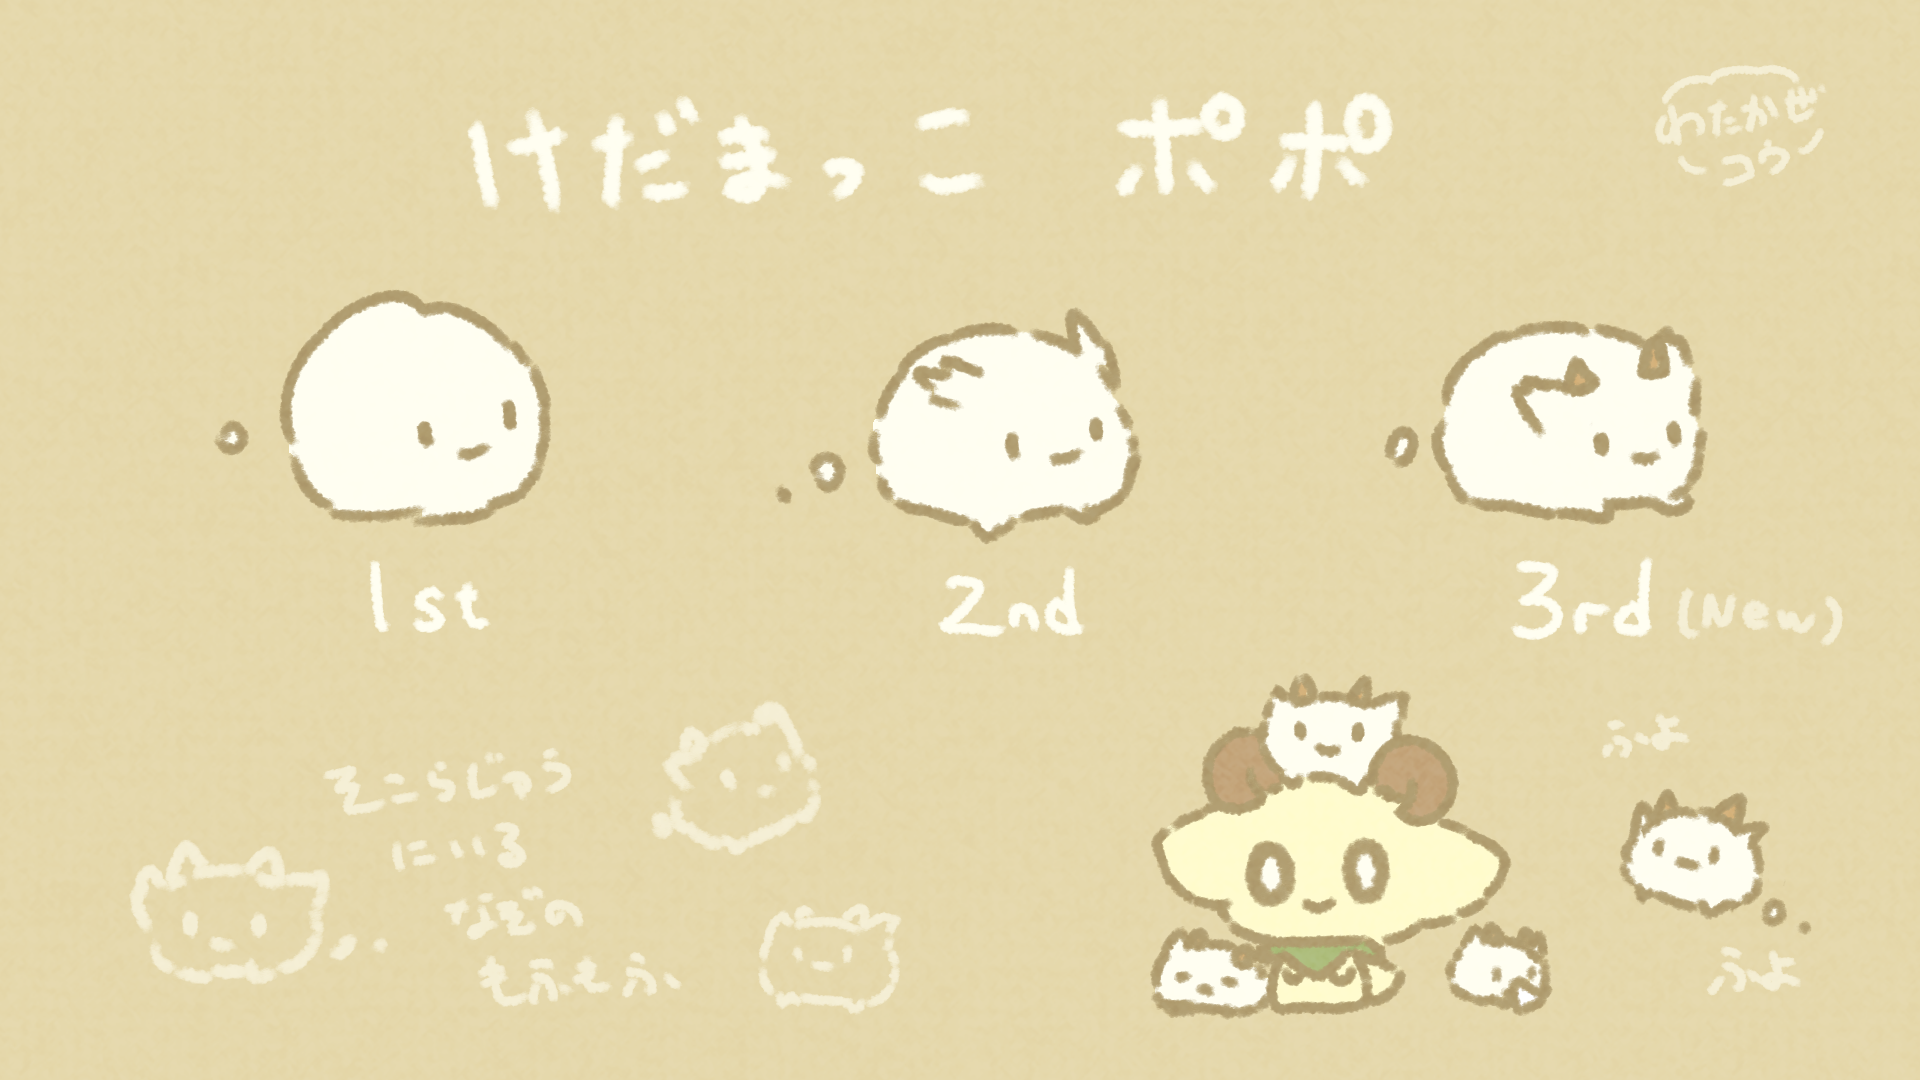 けだまっこ ポポ
わたかぜ
コウ
1st
2nd
3rd (New)
そこらじゅう
にいる
なぞの
もふもふ
ふよ
ふよ